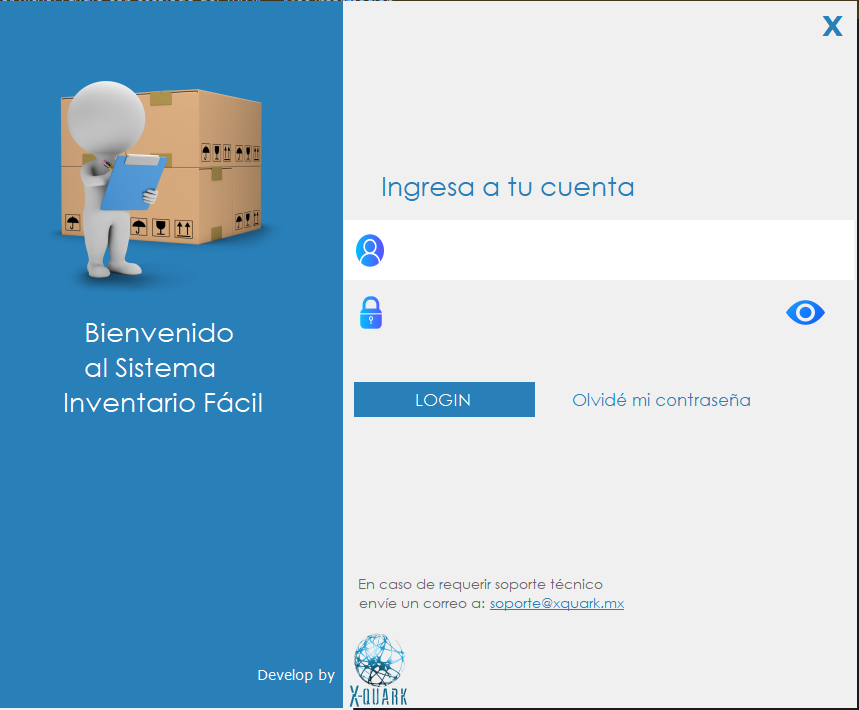 X
Ingresa a tu cuenta
Bienvenido
al Sistema
Inventario Fácil
LOGIN
Olvidé mi contraseña
En caso de requerir soporte técnico
envíe un correo a: soporte@xquark.mx
Develop by
X-QUARK